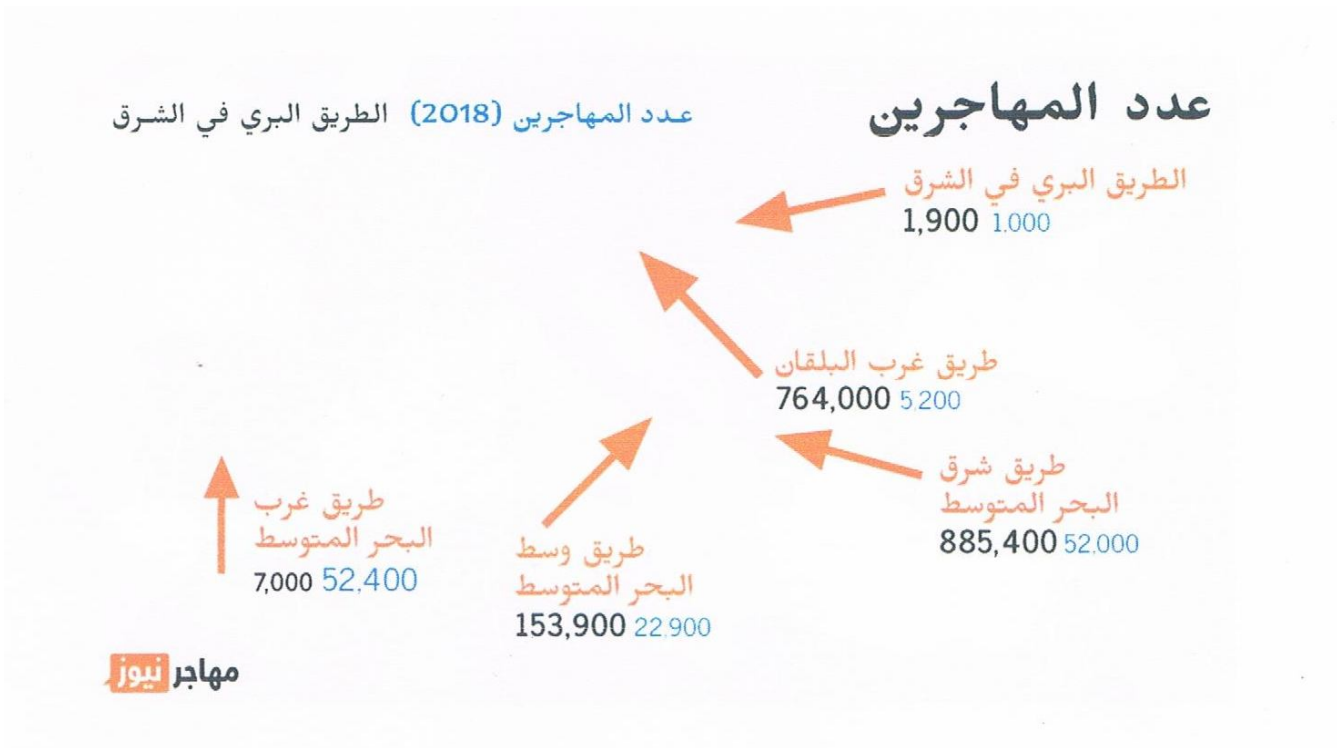 عدد المهاجرين
عدد المهاجرين (2018) الطريق البري في الشرق
الطريق البري في الشرق
1,900 1.000
طريق غرب البلقان
764,000 5.200
طريق شرق
البحر المتوسط
885,400 52,000
طريق غرب
البحر المتوسط
7,000 52,400
طريق وسط
البحر المتوسط
153,900 22.900
مهاجر نيوز